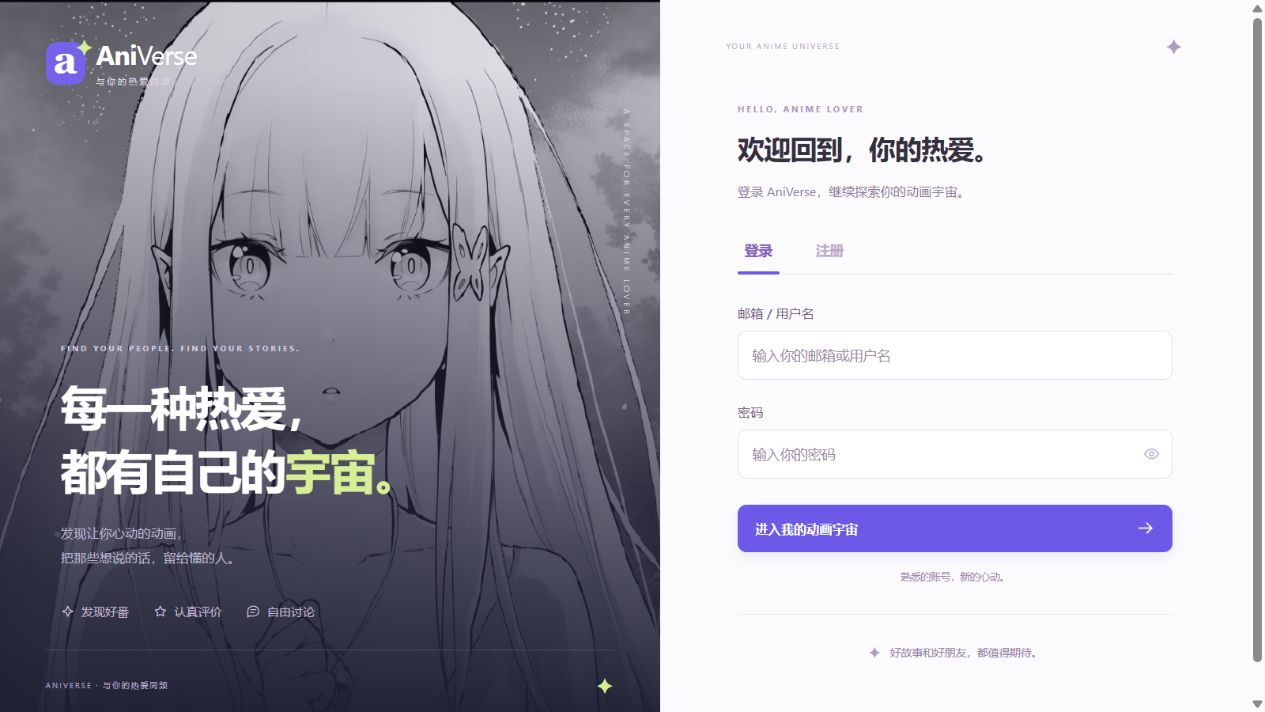 a AniVerse
与你的热爱同频
A SPACE FOR EVERY ANIME LOVER
FIND YOUR PEOPLE. FIND YOUR STORIES.
每一种热爱，
都有自己的宇宙。
发现让你心动的动画，
把那些想说的话，留给懂的人。
发现好番 认真评价 自由讨论
ANIVERSE · 与你的热爱同频
YOUR ANIME UNIVERSE
HELLO, ANIME LOVER
欢迎回到，你的热爱。
登录 AniVerse，继续探索你的动画宇宙。
登录 注册
邮箱 / 用户名
输入你的邮箱或用户名
密码
输入你的密码
进入我的动画宇宙
熟悉的账号，新的心动。
好故事和好朋友，都值得期待。